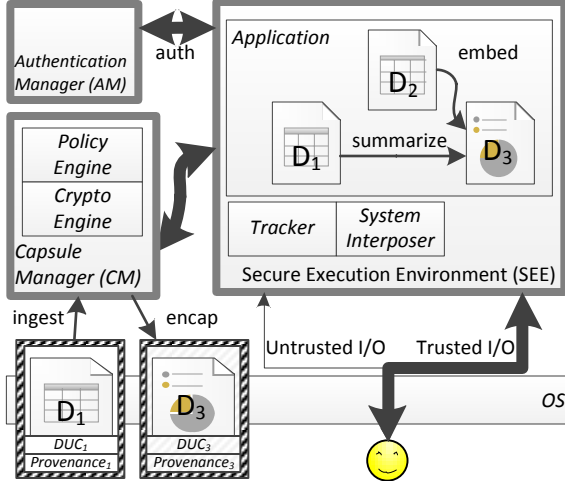 Authentication
Manager (AM)
auth
Application
embed
D2
D1
summarize
D3
Policy
Engine
Crypto
Engine
Capsule
Manager (CM)
Tracker
System
Interposer
Secure Execution Environment (SEE)
ingest
encap
Untrusted I/O
Trusted I/O
D1
D3
OS
DUC1
DUC3
Provenance1
Provenance3